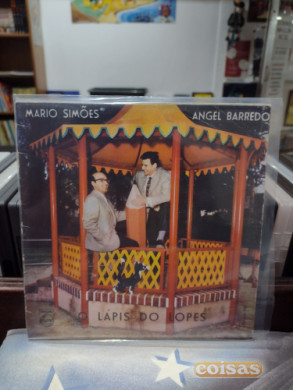 MARIO SIMÕES
ANGEL BARREDO
LAPIS DO LOPES
coisas